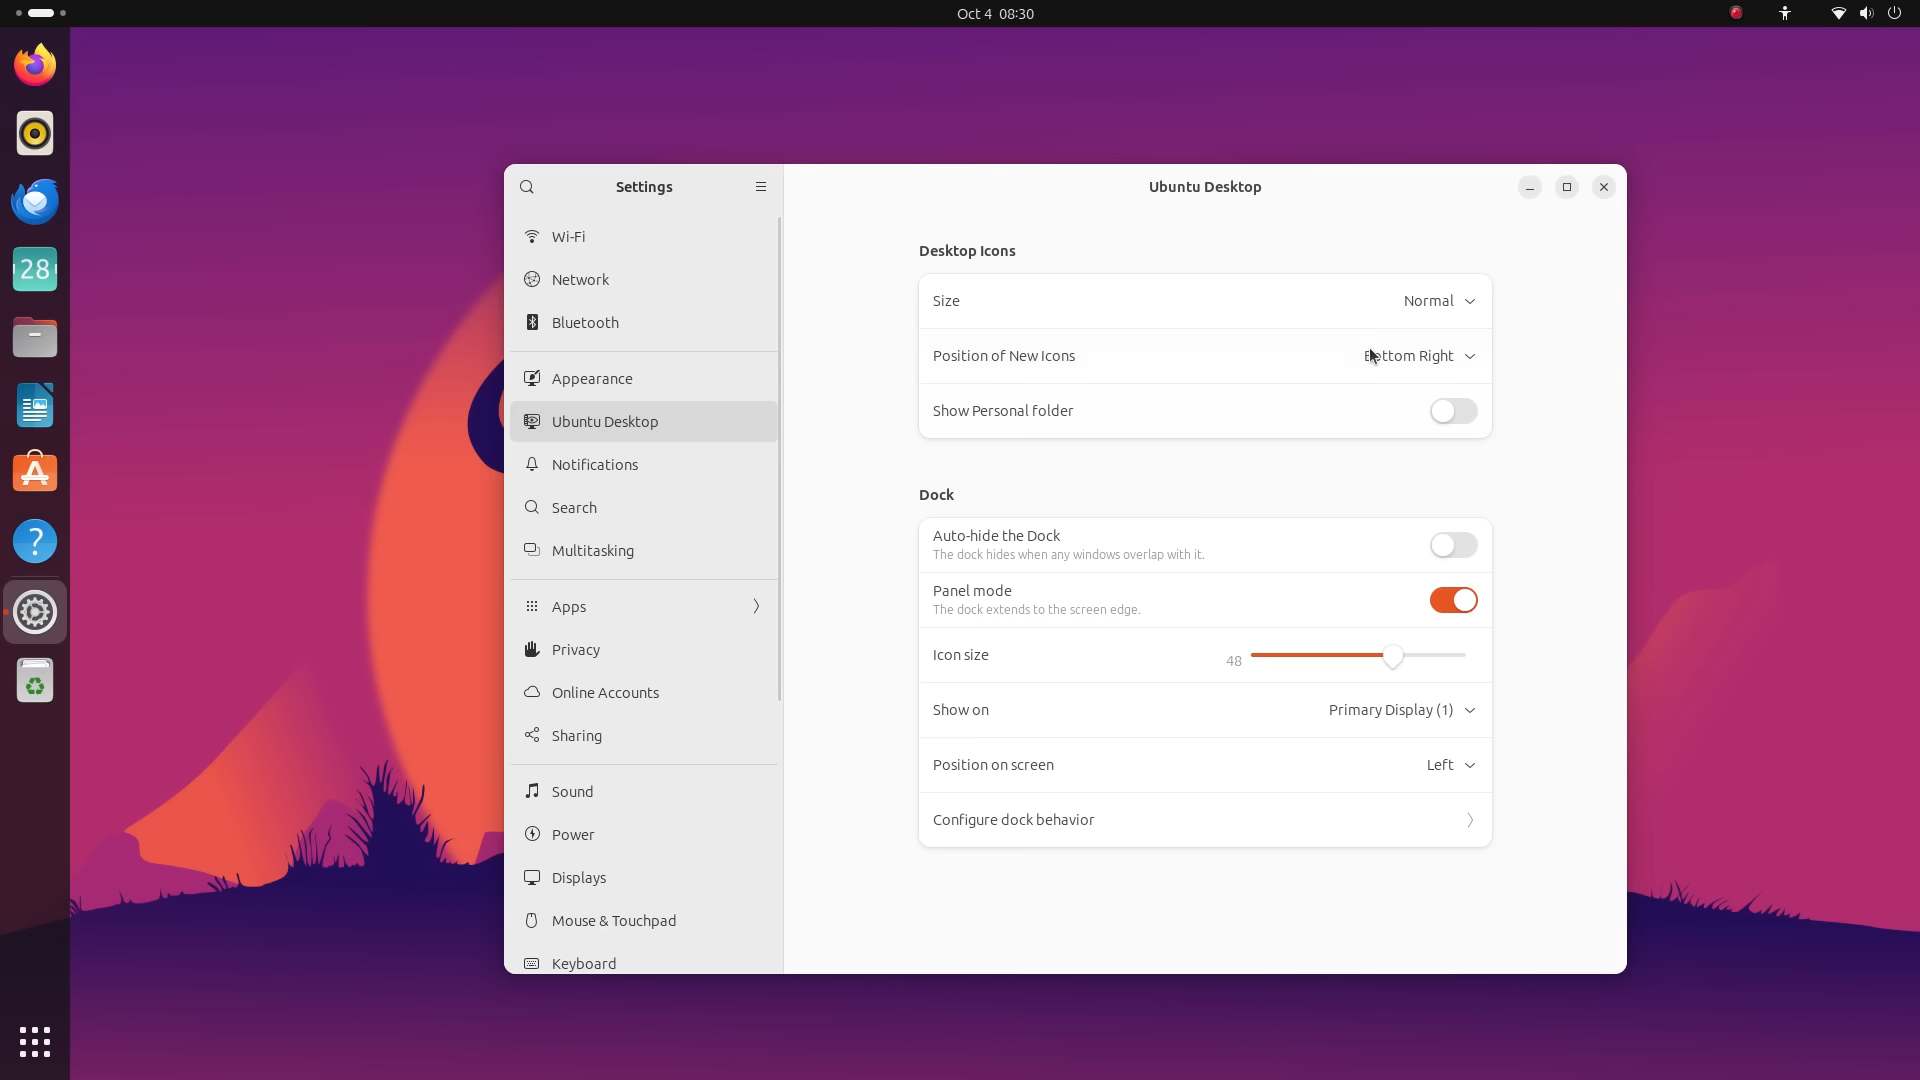 Oct 4 08:30
28
?
Settings
Wi-Fi
Network
Bluetooth
Appearance
Ubuntu Desktop
Notifications
Search
Multitasking
Apps
Privacy
Online Accounts
Sharing
Sound
Power
Displays
Mouse & Touchpad
Keyboard
Ubuntu Desktop
Desktop Icons
Size Normal
Position of New Icons Bottom Right
Show Personal folder
Dock
Auto-hide the Dock
The dock hides when any windows overlap with it.
Panel mode
The dock extends to the screen edge.
Icon size 48
Show on Primary Display (1)
Position on screen Left
Configure dock behavior